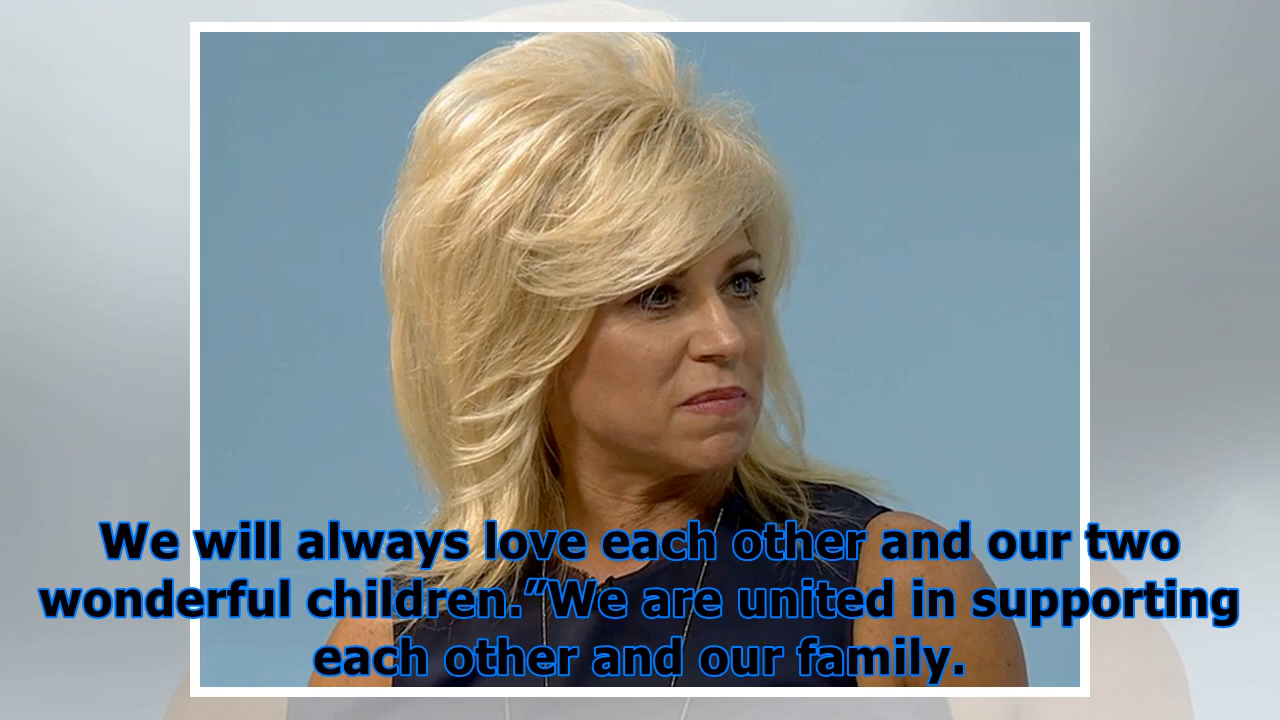 We will always love each other and our two
wonderful children.”We are united in supporting
each other and our family.